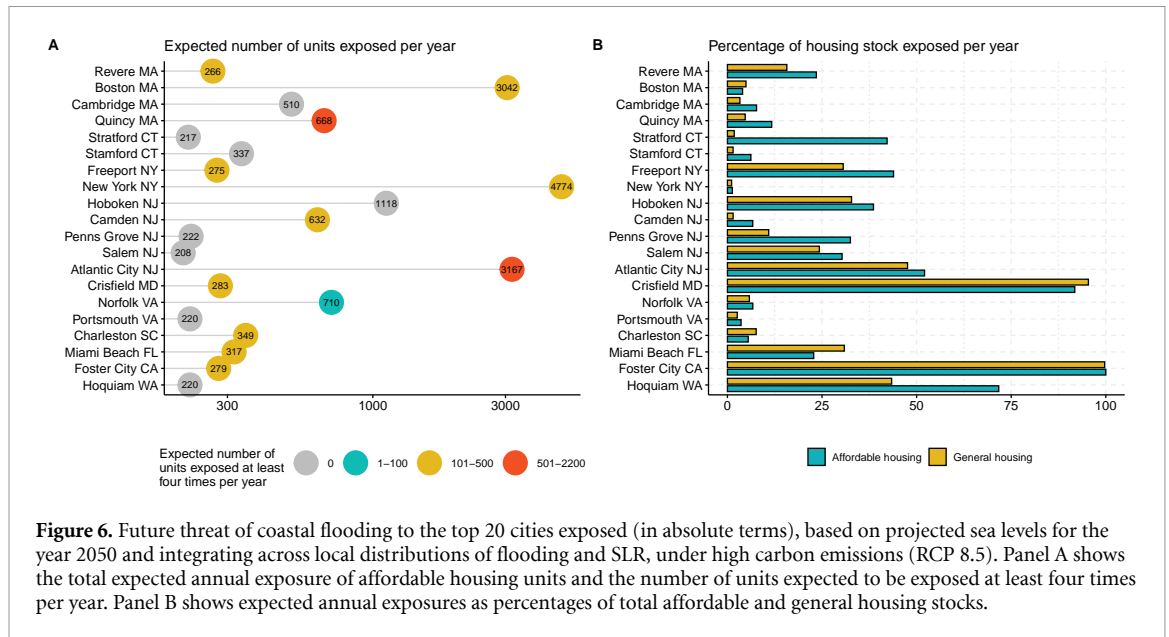 A Expected number of units exposed per year
Revere MA 266
Boston MA 3042
Cambridge MA 510
Quincy MA 668
Stratford CT 217
Stamford CT 337
Freeport NY 275
New York NY 4774
Hoboken NJ 1118
Camden NJ 632
Penns Grove NJ 222
Salem NJ 208
Atlantic City NJ 3167
Crisfield MD 283
Norfolk VA 710
Portsmouth VA 220
Charleston SC 349
Miami Beach FL 317
Foster City CA 279
Hoquiam WA 220
300 1000 3000
Expected number of
units exposed at least
four times per year
0 1−100 101−500 501−2200
B Percentage of housing stock exposed per year
Revere MA
Boston MA
Cambridge MA
Quincy MA
Stratford CT
Stamford CT
Freeport NY
New York NY
Hoboken NJ
Camden NJ
Penns Grove NJ
Salem NJ
Atlantic City NJ
Crisfield MD
Norfolk VA
Portsmouth VA
Charleston SC
Miami Beach FL
Foster City CA
Hoquiam WA
0 25 50 75 100
Affordable housing General housing
Figure 6. Future threat of coastal flooding to the top 20 cities exposed (in absolute terms), based on projected sea levels for the
year 2050 and integrating across local distributions of flooding and SLR, under high carbon emissions (RCP 8.5). Panel A shows
the total expected annual exposure of affordable housing units and the number of units expected to be exposed at least four times
per year. Panel B shows expected annual exposures as percentages of total affordable and general housing stocks.